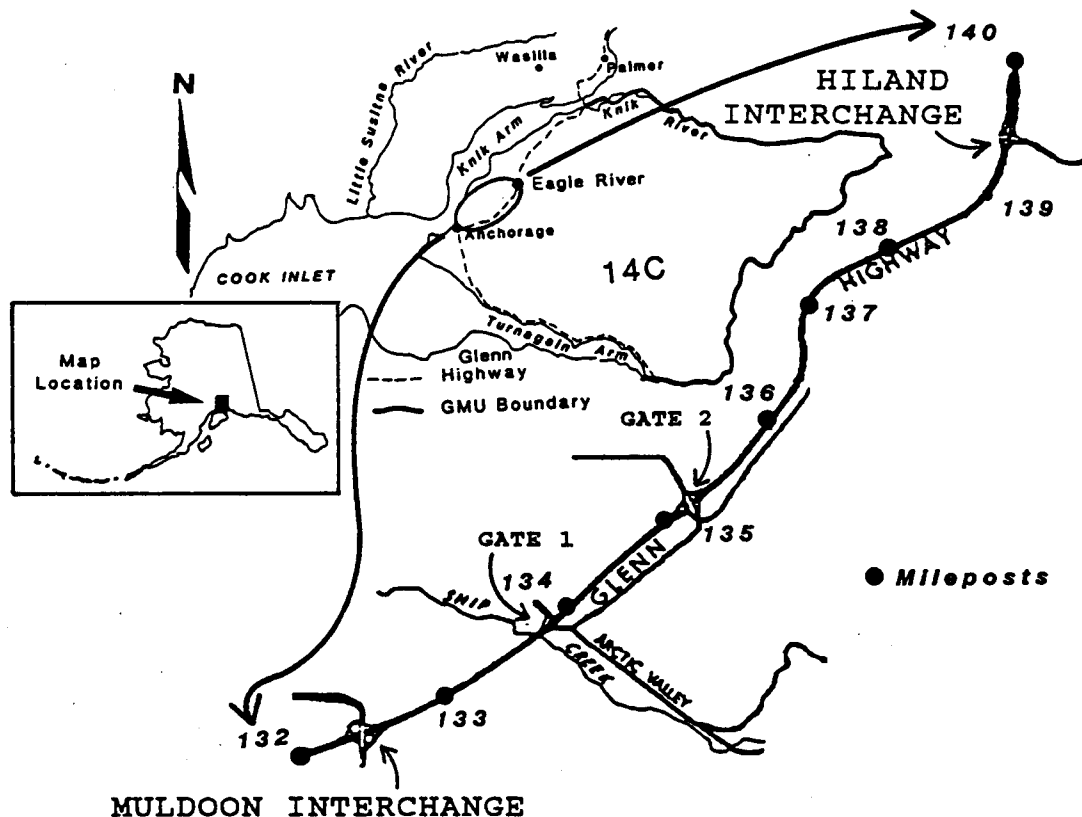 140
HILAND
INTERCHANGE
N
Little Susitna River
Wasilla
Palmer
Knik Arm
Knik
River
Eagle River
Anchorage
139
138
HIGHWAY
14C
137
COOK INLET
Turnagain Arm
Map
Location
Glenn
Highway
GMU Boundary
136
GATE 2
135
GATE 1
134
GLENN
Mileposts
SHIP
CREEK
ARCTIC VALLEY
133
132
MULDOON INTERCHANGE